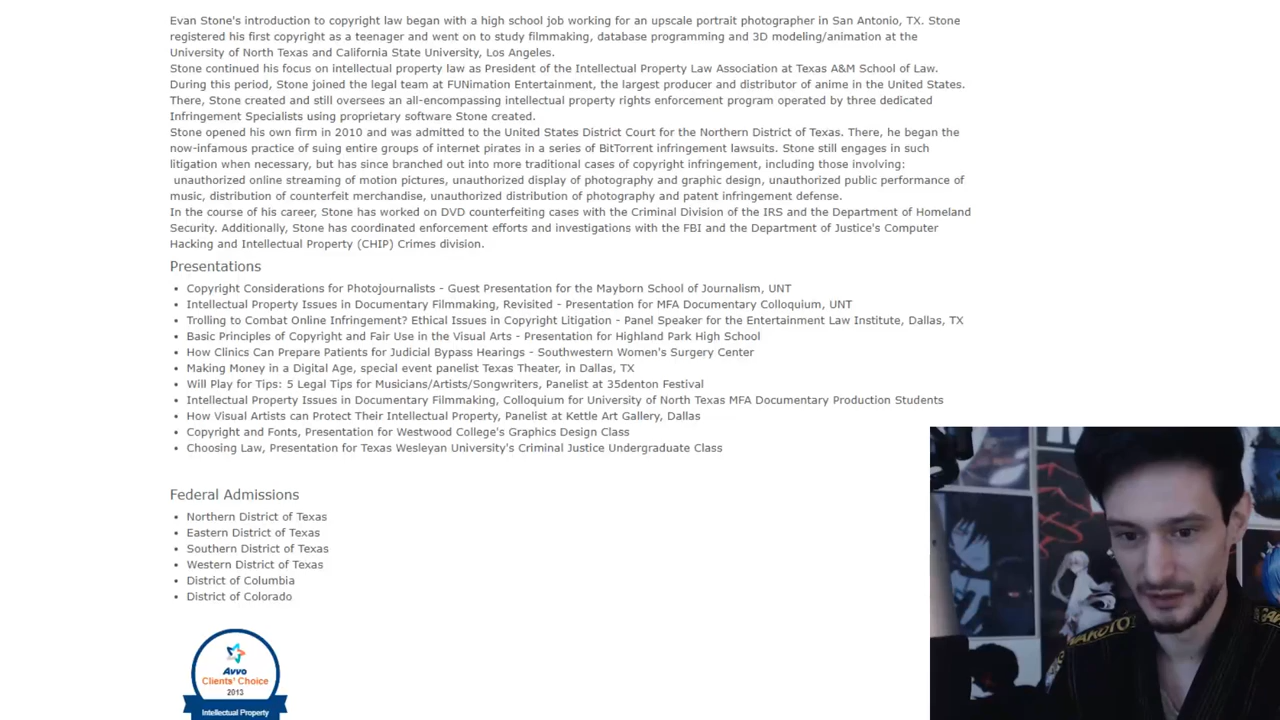 Evan Stone's introduction to copyright law began with a high school job working for an upscale portrait photographer in San Antonio, TX. Stone
registered his first copyright as a teenager and went on to study filmmaking, database programming and 3D modeling/animation at the
University of North Texas and California State University, Los Angeles.
Stone continued his focus on intellectual property law as President of the Intellectual Property Law Association at Texas A&M School of Law.
During this period, Stone joined the legal team at FUNimation Entertainment, the largest producer and distributor of anime in the United States.
There, Stone created and still oversees an all-encompassing intellectual property rights enforcement program operated by three dedicated
Infringement Specialists using proprietary software Stone created.
Stone opened his own firm in 2010 and was admitted to the United States District Court for the Northern District of Texas. There, he began the
now-infamous practice of suing entire groups of internet pirates in a series of BitTorrent infringement lawsuits. Stone still engages in such
litigation when necessary, but has since branched out into more traditional cases of copyright infringement, including those involving:
unauthorized online streaming of motion pictures, unauthorized display of photography and graphic design, unauthorized public performance of
music, distribution of counterfeit merchandise, unauthorized distribution of photography and patent infringement defense.
In the course of his career, Stone has worked on DVD counterfeiting cases with the Criminal Division of the IRS and the Department of Homeland
Security. Additionally, Stone has coordinated enforcement efforts and investigations with the FBI and the Department of Justice's Computer
Hacking and Intellectual Property (CHIP) Crimes division.
Presentations
• Copyright Considerations for Photojournalists - Guest Presentation for the Mayborn School of Journalism, UNT
• Intellectual Property Issues in Documentary Filmmaking, Revisited - Presentation for MFA Documentary Colloquium, UNT
• Trolling to Combat Online Infringement? Ethical Issues in Copyright Litigation - Panel Speaker for the Entertainment Law Institute, Dallas, TX
• Basic Principles of Copyright and Fair Use in the Visual Arts - Presentation for Highland Park High School
• How Clinics Can Prepare Patients for Judicial Bypass Hearings - Southwestern Women's Surgery Center
• Making Money in a Digital Age, special event panelist Texas Theater, in Dallas, TX
• Will Play for Tips: 5 Legal Tips for Musicians/Artists/Songwriters, Panelist at 35denton Festival
• Intellectual Property Issues in Documentary Filmmaking, Colloquium for University of North Texas MFA Documentary Production Students
• How Visual Artists can Protect Their Intellectual Property, Panelist at Kettle Art Gallery, Dallas
• Copyright and Fonts, Presentation for Westwood College's Graphics Design Class
• Choosing Law, Presentation for Texas Wesleyan University's Criminal Justice Undergraduate Class
Federal Admissions
• Northern District of Texas
• Eastern District of Texas
• Southern District of Texas
• Western District of Texas
• District of Columbia
• District of Colorado
Avvo
Clients' Choice
2013
Intellectual Property